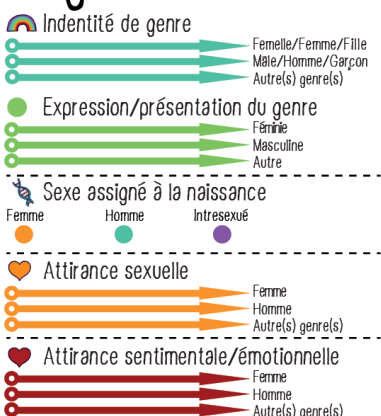 Indentité de genre
Femelle/Femme/Fille
Mâle/Homme/Garçon
Autre(s) genre(s)
Expression/présentation du genre
Féminie
Masculine
Autre
Sexe assigné à la naissance
Femme Homme Intresexué
Attirance sexuelle
Femme
Homme
Autre(s) genre(s)
Attirance sentimentale/émotionnelle
Femme
Homme
Autre(s) genre(s)